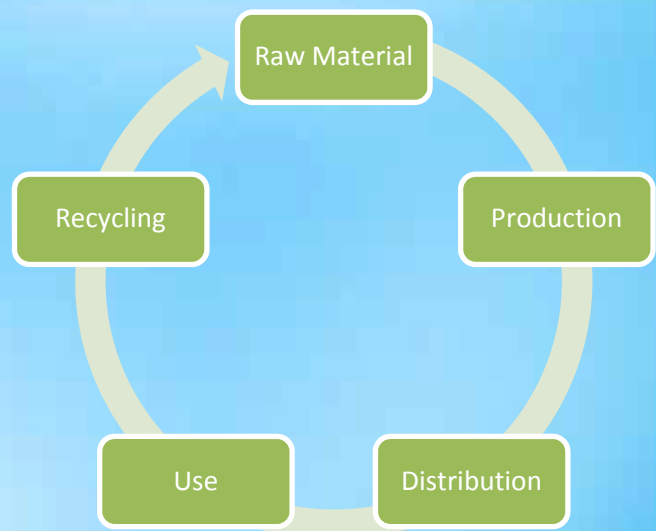 Raw Material
Production
Distribution
Use
Recycling